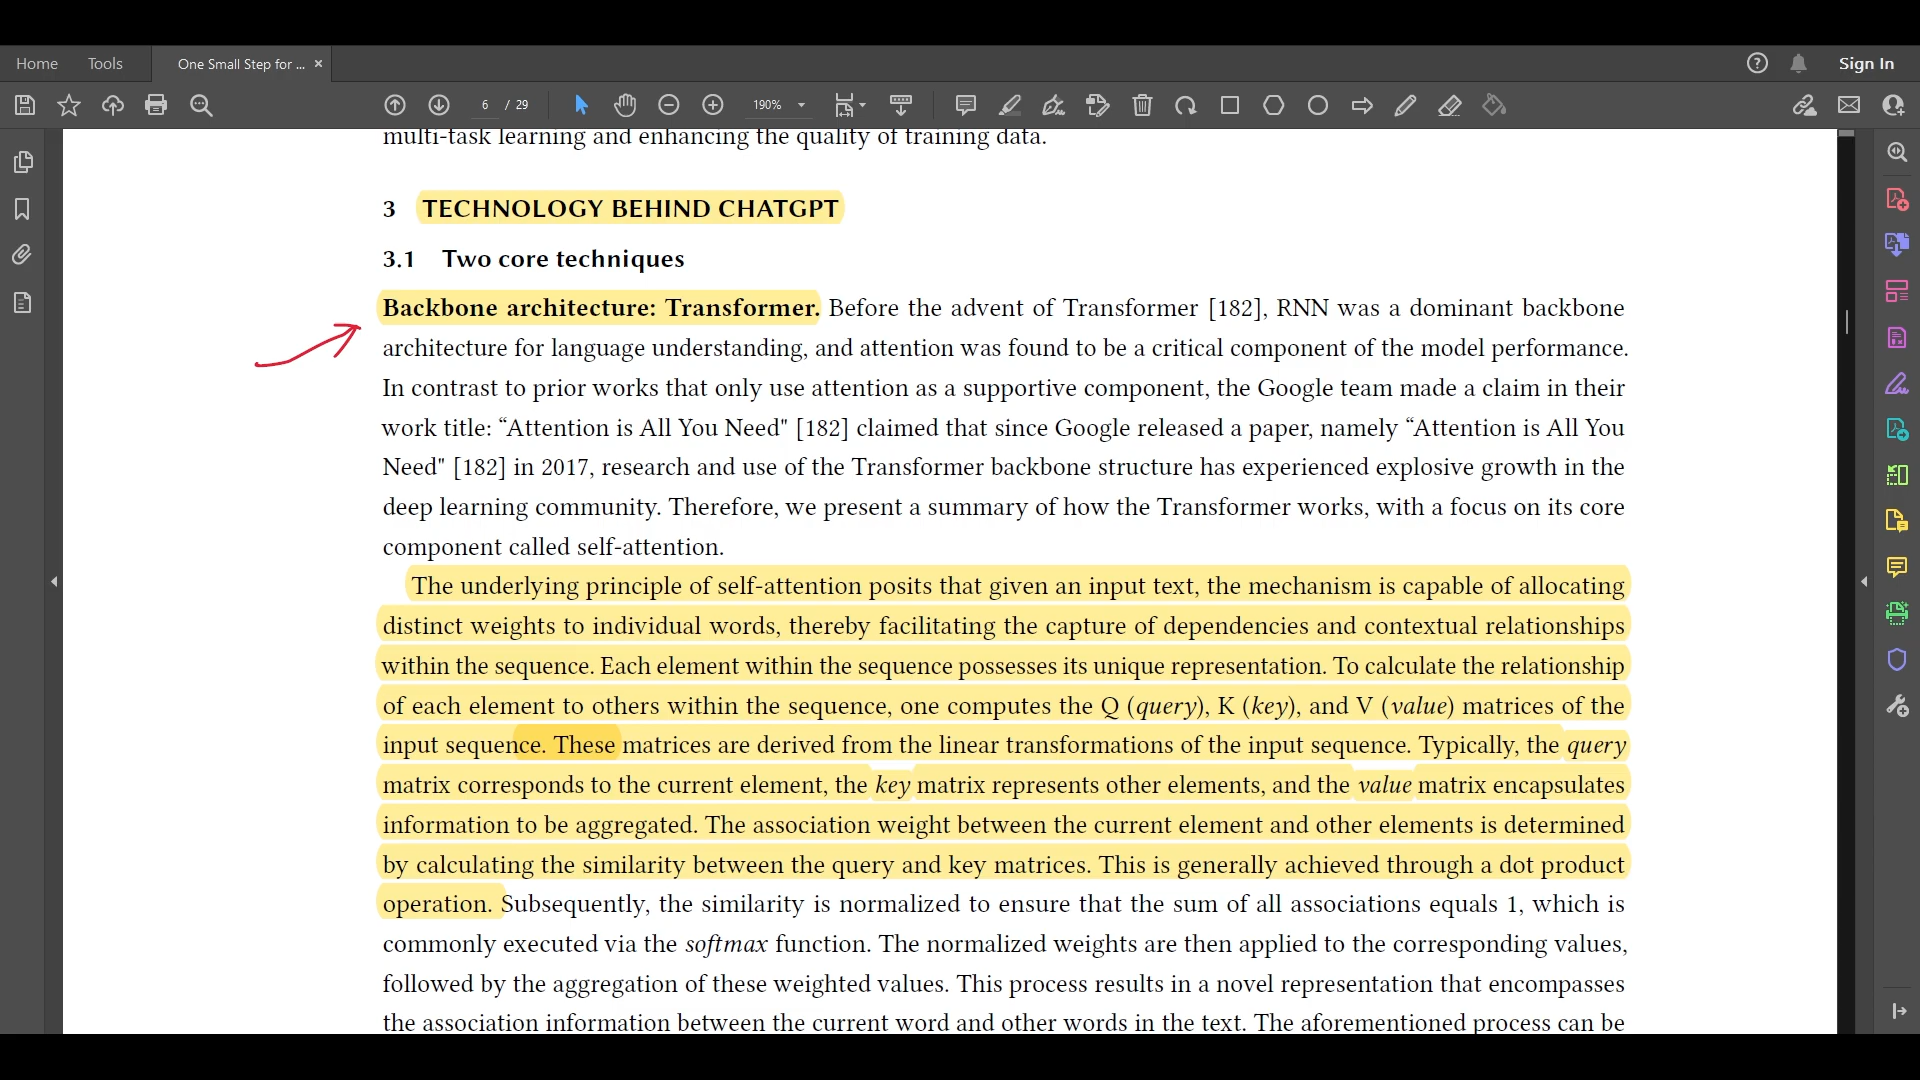 Home Tools One Small Step for ... × Sign In
6 / 29 190%
multi-task learning and enhancing the quality of training data.
3 TECHNOLOGY BEHIND CHATGPT
3.1 Two core techniques
Backbone architecture: Transformer. Before the advent of Transformer [182], RNN was a dominant backbone
architecture for language understanding, and attention was found to be a critical component of the model performance.
In contrast to prior works that only use attention as a supportive component, the Google team made a claim in their
work title: “Attention is All You Need" [182] claimed that since Google released a paper, namely “Attention is All You
Need" [182] in 2017, research and use of the Transformer backbone structure has experienced explosive growth in the
deep learning community. Therefore, we present a summary of how the Transformer works, with a focus on its core
component called self-attention.
The underlying principle of self-attention posits that given an input text, the mechanism is capable of allocating
distinct weights to individual words, thereby facilitating the capture of dependencies and contextual relationships
within the sequence. Each element within the sequence possesses its unique representation. To calculate the relationship
of each element to others within the sequence, one computes the Q (query), K (key), and V (value) matrices of the
input sequence. These matrices are derived from the linear transformations of the input sequence. Typically, the query
matrix corresponds to the current element, the key matrix represents other elements, and the value matrix encapsulates
information to be aggregated. The association weight between the current element and other elements is determined
by calculating the similarity between the query and key matrices. This is generally achieved through a dot product
operation. Subsequently, the similarity is normalized to ensure that the sum of all associations equals 1, which is
commonly executed via the softmax function. The normalized weights are then applied to the corresponding values,
followed by the aggregation of these weighted values. This process results in a novel representation that encompasses
the association information between the current word and other words in the text. The aforementioned process can be